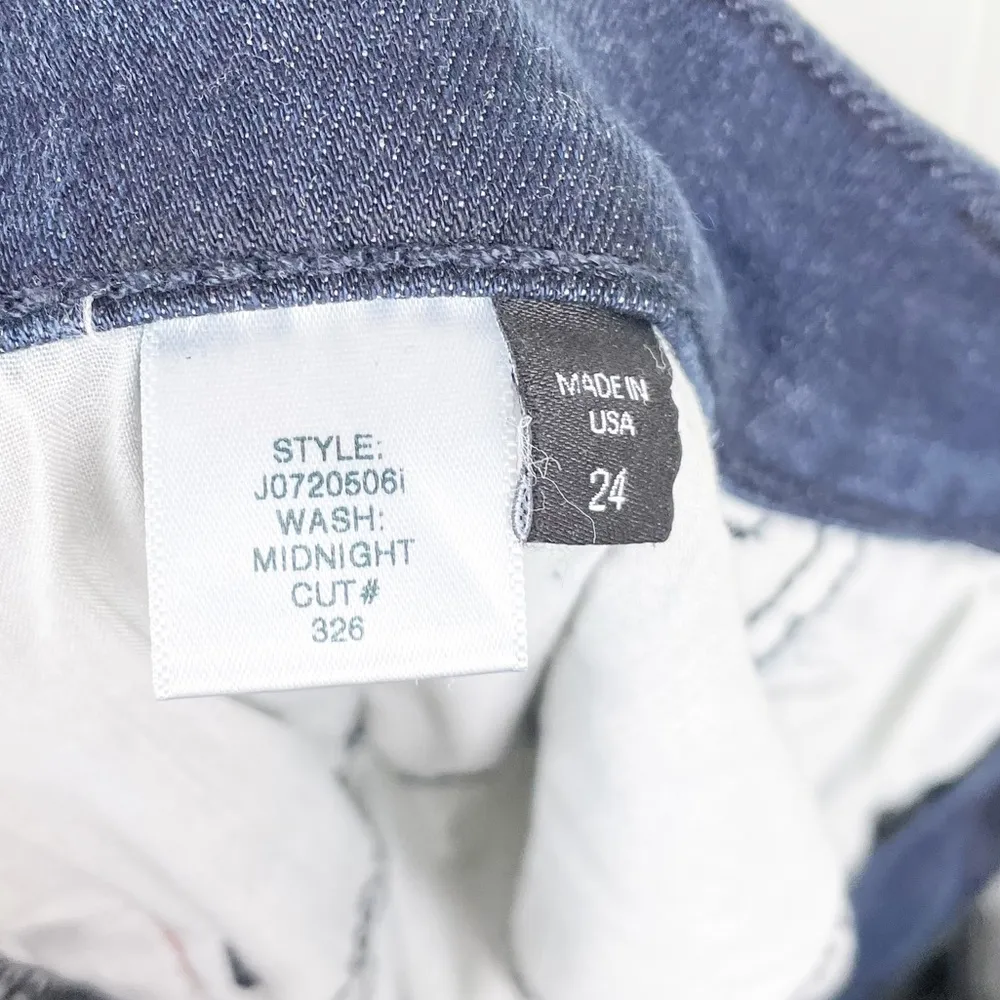 STYLE:
J0720506i
WASH:
MIDNIGHT
CUT#
326
MADE IN
USA
24